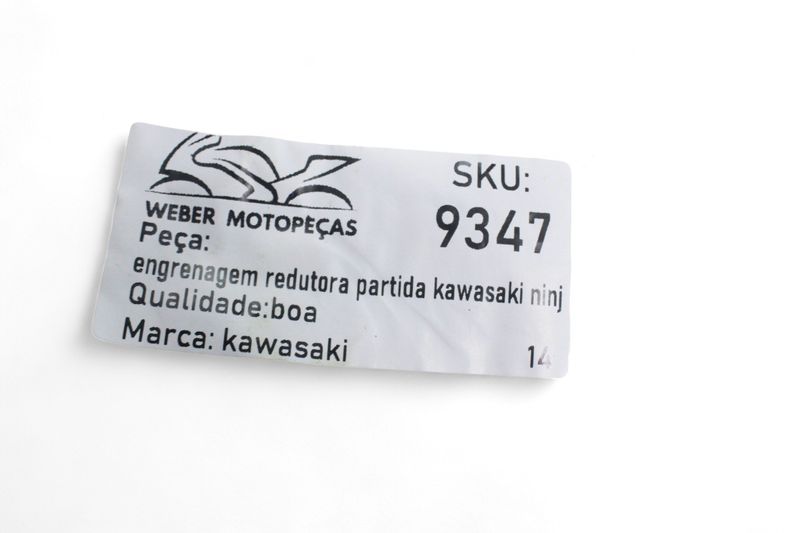 WEBER MOTOPEÇAS
SKU:
9347
Peça:
engrenagem redutora partida kawasaki ninj
Qualidade:boa
Marca: kawasaki
14